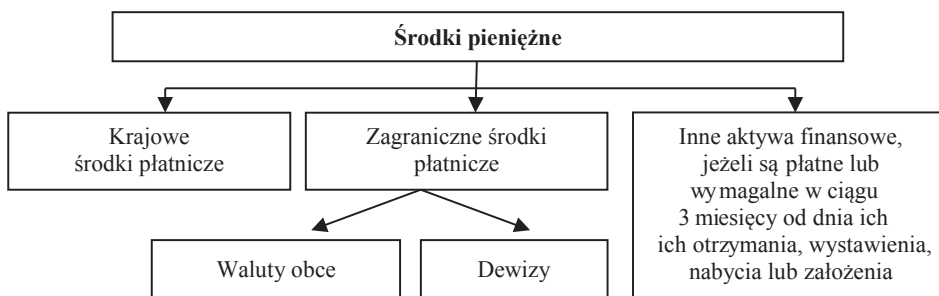 Środki pieniężne
Krajowe
środki płatnicze
Zagraniczne środki
płatnicze
Inne aktywa finansowe,
jeżeli są płatne lub
wymagalne w ciągu
3 miesięcy od dnia ich
ich otrzymania, wystawienia,
nabycia lub założenia
Waluty obce
Dewizy